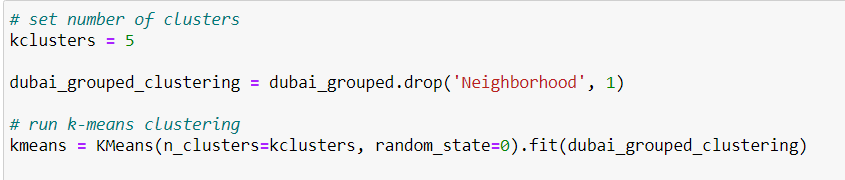 # set number of clusters
kclusters = 5
dubai_grouped_clustering = dubai_grouped.drop('Neighborhood', 1)
# run k-means clustering
kmeans = KMeans(n_clusters=kclusters, random_state=0).fit(dubai_grouped_clustering)